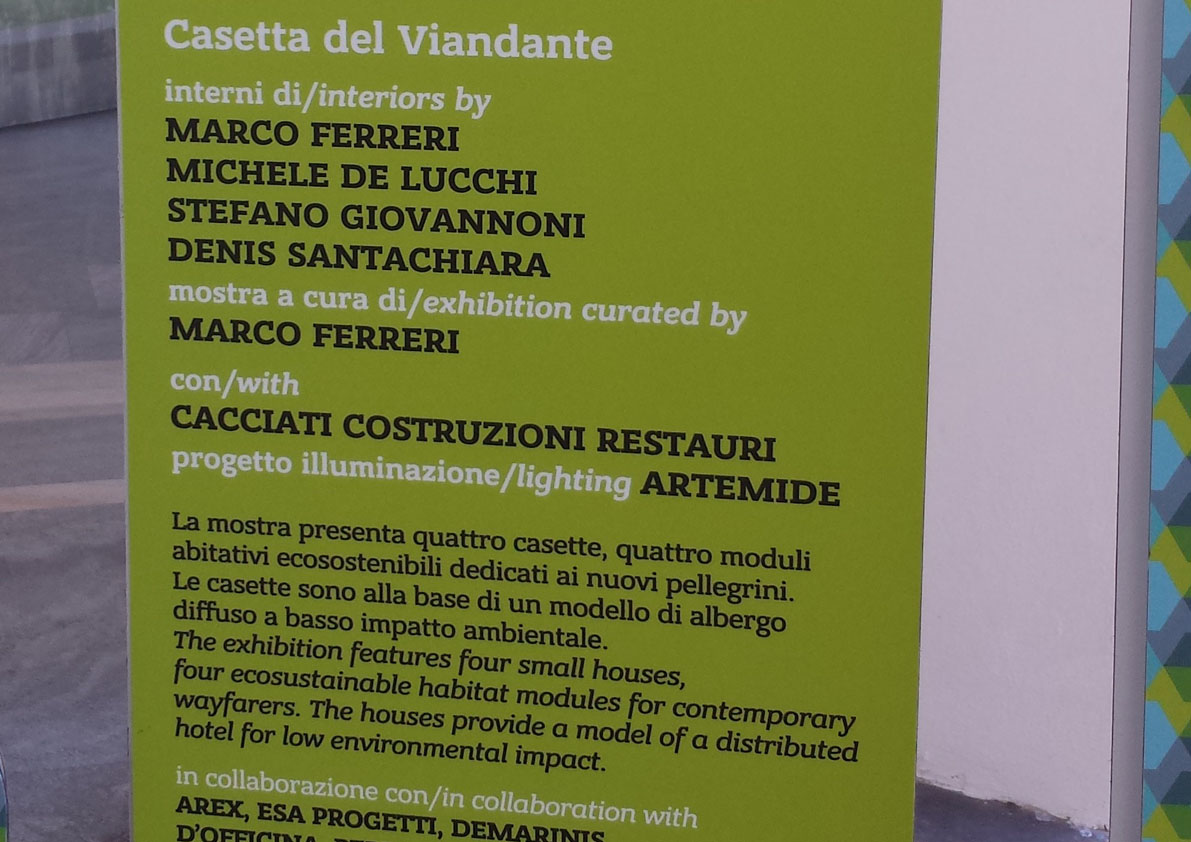 Casetta del Viandante
interni di/interiors by
MARCO FERRERI
MICHELE DE LUCCHI
STEFANO GIOVANNONI
DENIS SANTACHIARA
mostra a cura di/exhibition curated by
MARCO FERRERI
con/with
CACCIATI COSTRUZIONI RESTAURI
progetto illuminazione/lighting ARTEMIDE
La mostra presenta quattro casette, quattro moduli
abitativi ecosostenibili dedicati ai nuovi pellegrini.
Le casette sono alla base di un modello di albergo
diffuso a basso impatto ambientale.
The exhibition features four small houses,
four ecosustainable habitat modules for contemporary
wayfarers. The houses provide a model of a distributed
hotel for low environmental impact.
in collaborazione con/in collaboration with
AREX, ESA PROGETTI, DEMARINIS
D'OFFICINA,